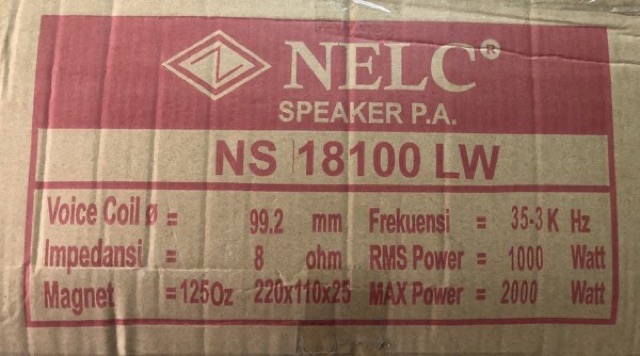 NELC®
SPEAKER P.A.
NS 18100 LW
Voice Coil ø = 99.2 mm Frekuensi = 35-3K Hz
Impedansi = 8 ohm RMS Power = 1000 Watt
Magnet =125Oz 220x110x25 MAX Power = 2000 Watt